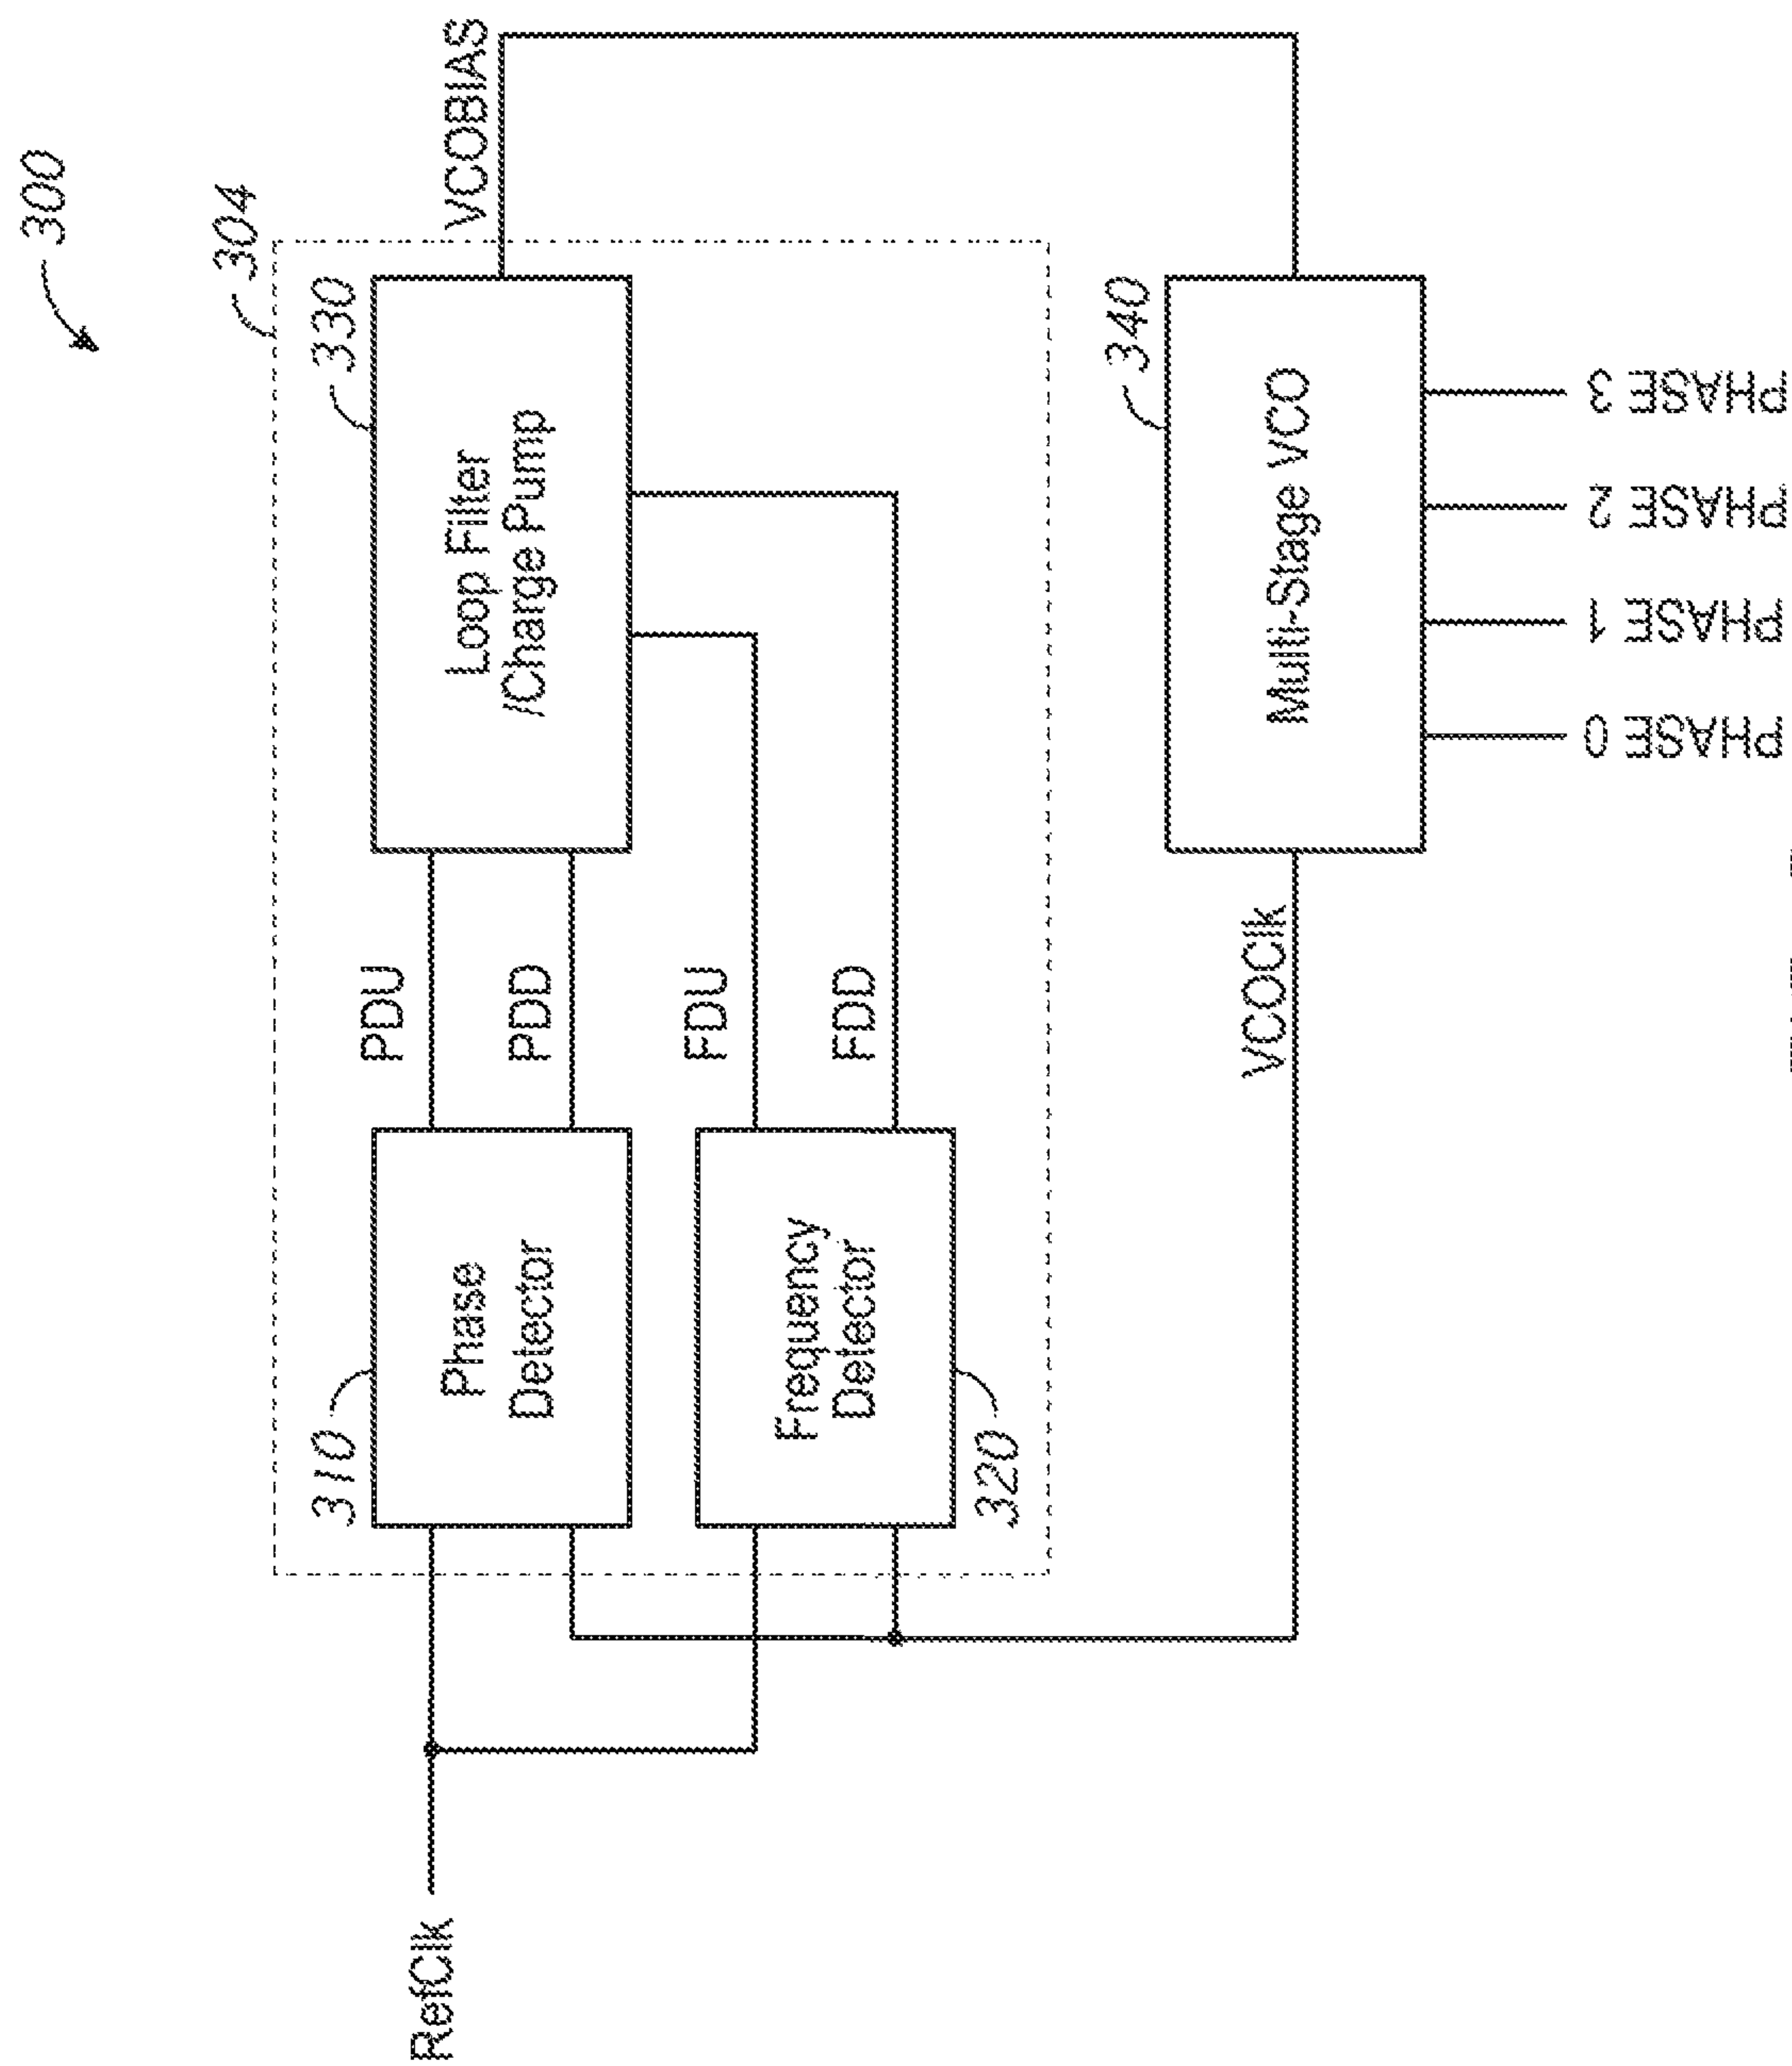 300
304
VCOBIAS
330
Loop Filter
/Charge Pump
PDU
PDD
FDU
FDD
310
Phase
Detector
Frequency
Detector
320
RefClk
340
Multi-Stage VCO
VCOClk
PHASE 0
PHASE 1
PHASE 2
PHASE 3